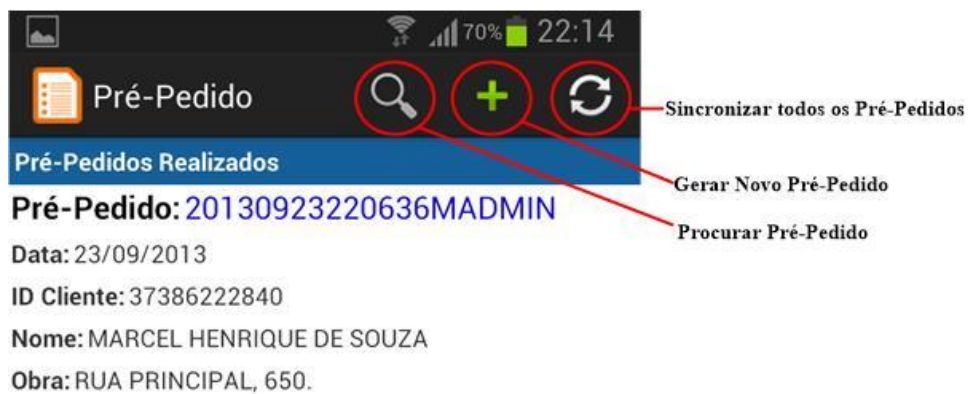 70% 22:14
Pré-Pedido
Sincronizar todos os Pré-Pedidos
Pré-Pedidos Realizados
Gerar Novo Pré-Pedido
Pré-Pedido: 20130923220636MADMIN
Procurar Pré-Pedido
Data: 23/09/2013
ID Cliente: 37386222840
Nome: MARCEL HENRIQUE DE SOUZA
Obra: RUA PRINCIPAL, 650.